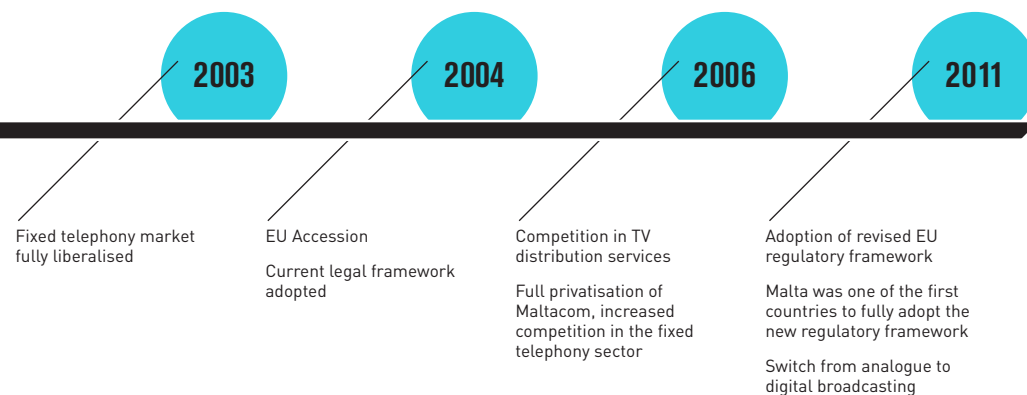 2003
Fixed telephony market
fully liberalised
2004
EU Accession
Current legal framework
adopted
2006
Competition in TV
distribution services
Full privatisation of
Maltacom, increased
competition in the fixed
telephony sector
2011
Adoption of revised EU
regulatory framework
Malta was one of the first
countries to fully adopt the
new regulatory framework
Switch from analogue to
digital broadcasting